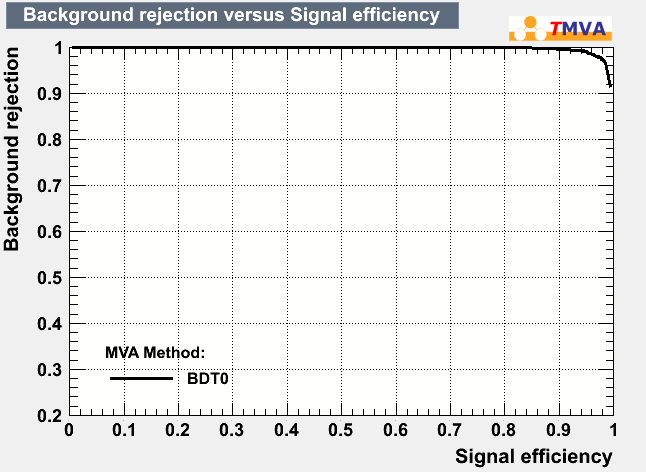 Background rejection versus Signal efficiency
TMVA
Background rejection
1
0.9
0.8
0.7
0.6
0.5
0.4
0.3
0.2
MVA Method:
BDT0
0 0.1 0.2 0.3 0.4 0.5 0.6 0.7 0.8 0.9 1
Signal efficiency